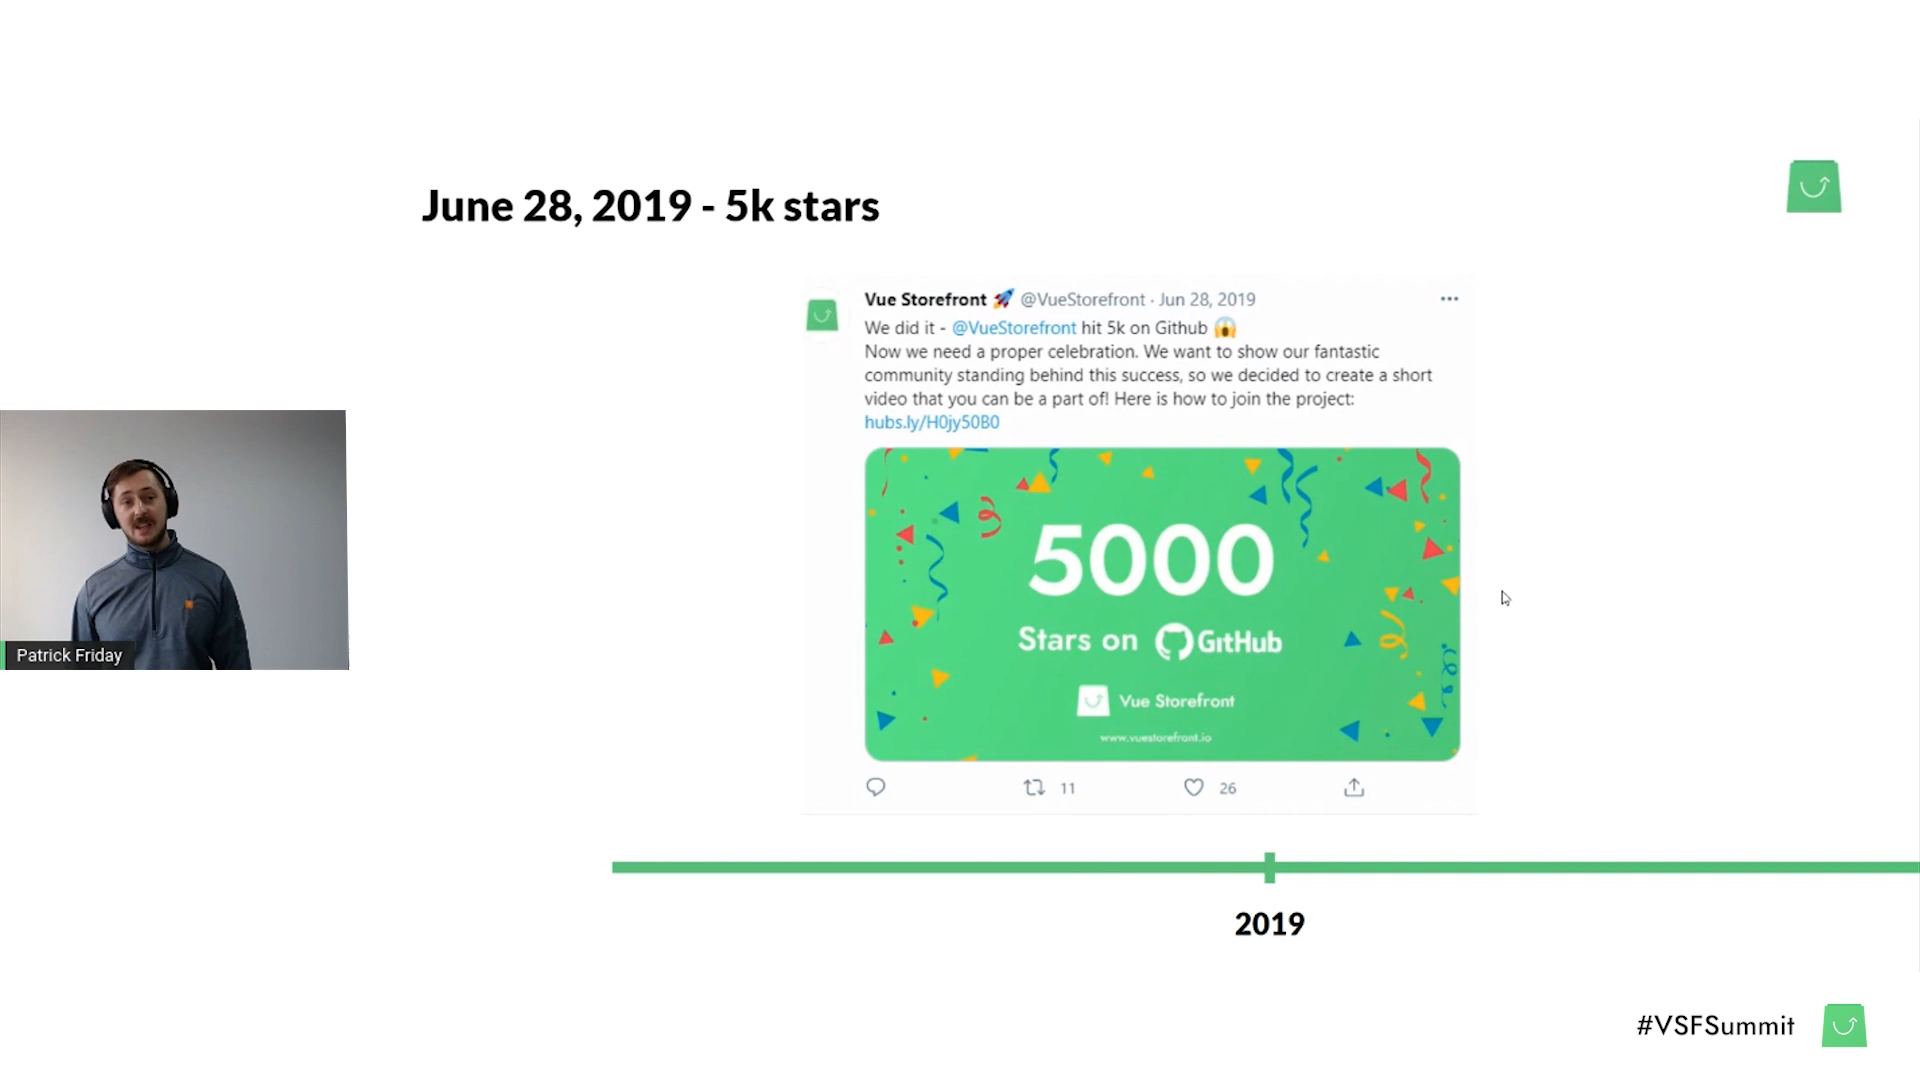 June 28, 2019 - 5k stars
Vue Storefront 🚀 @VueStorefront · Jun 28, 2019
We did it - @VueStorefront hit 5k on Github 😱
Now we need a proper celebration. We want to show our fantastic
community standing behind this success, so we decided to create a short
video that you can be a part of! Here is how to join the project:
hubs.ly/H0jy50B0
5000
Stars on GitHub
Vue Storefront
www.vuestorefront.io
11
26
Patrick Friday
2019
#VSFSummit